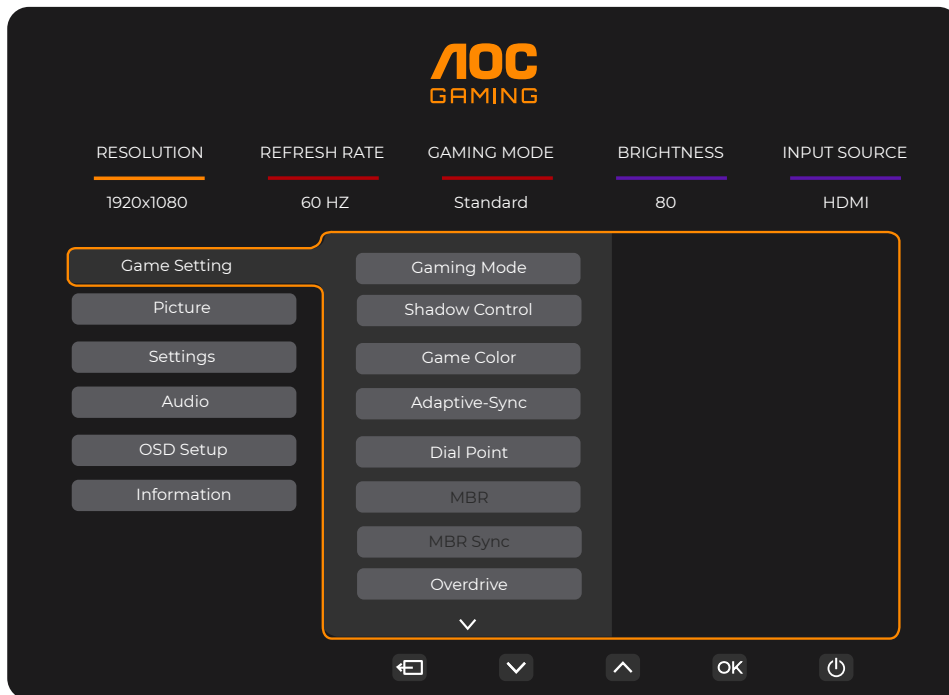 AOC
GAMING
RESOLUTION REFRESH RATE GAMING MODE BRIGHTNESS INPUT SOURCE
1920x1080 60 HZ Standard 80 HDMI
Game Setting
Picture
Settings
Audio
OSD Setup
Information
Gaming Mode
Shadow Control
Game Color
Adaptive-Sync
Dial Point
MBR
MBR Sync
Overdrive
OK